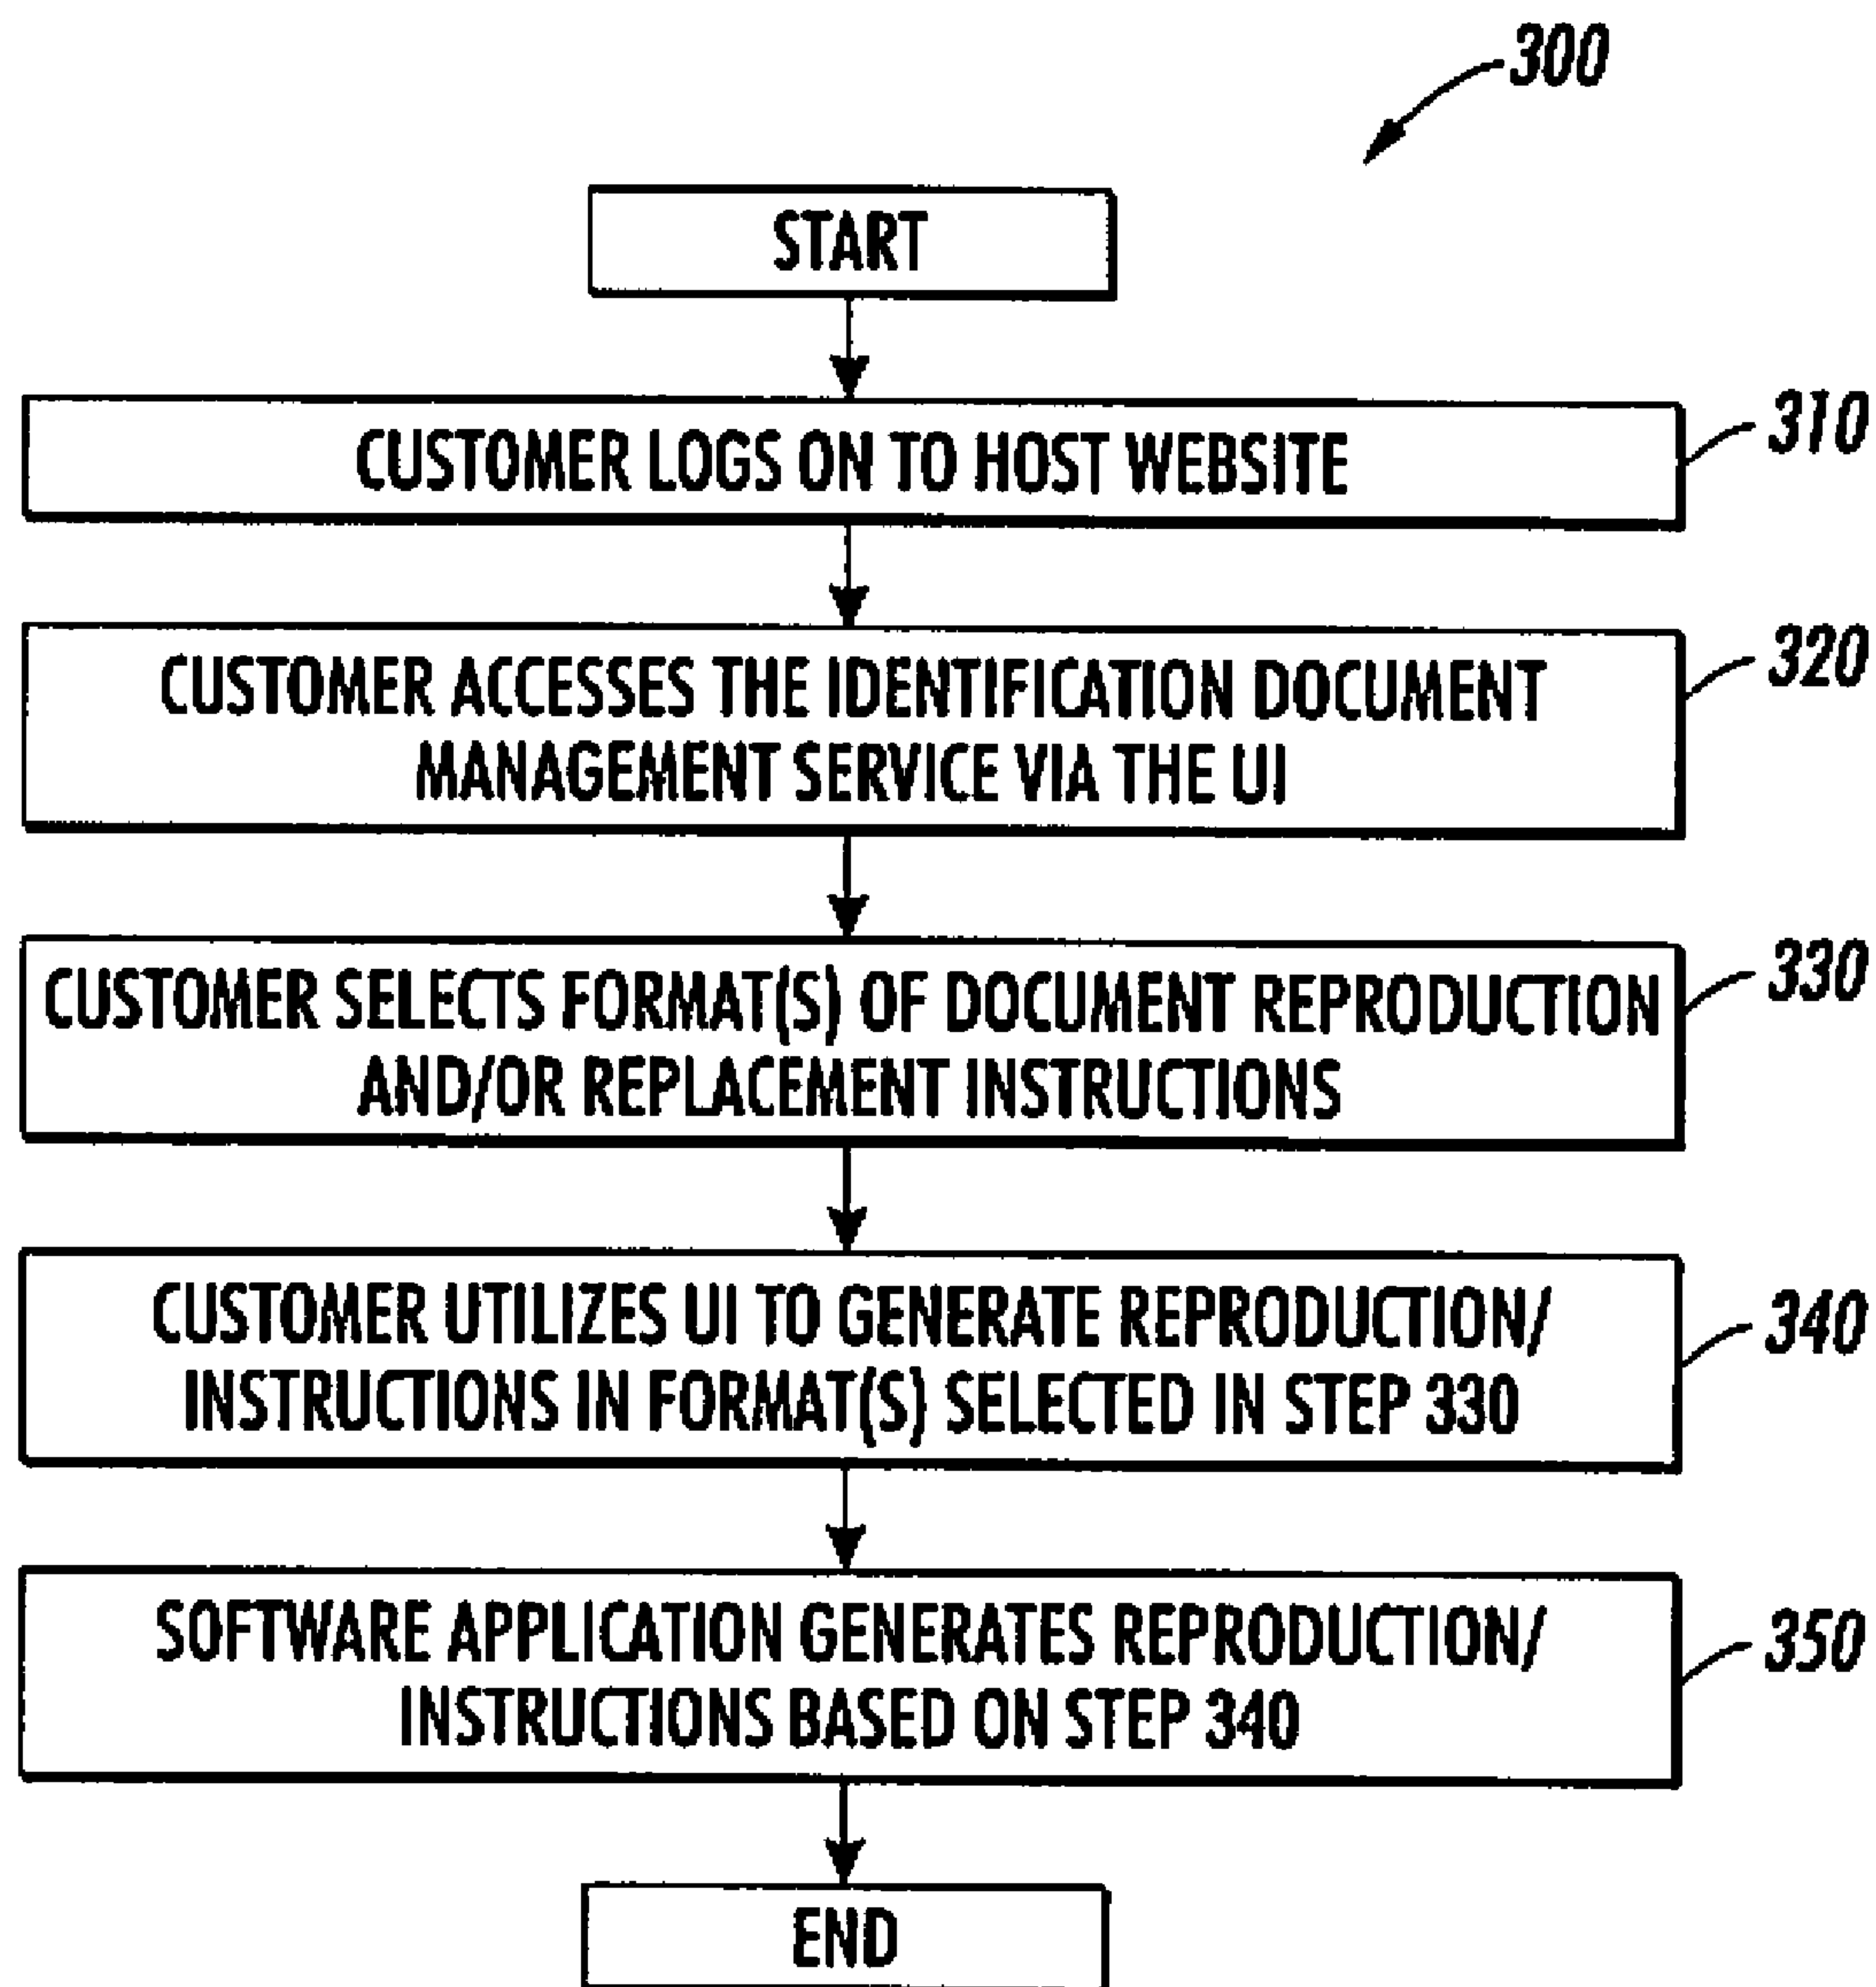 300
START
CUSTOMER LOGS ON TO HOST WEBSITE
310
CUSTOMER ACCESSES THE IDENTIFICATION DOCUMENT
MANAGEMENT SERVICE VIA THE UI
320
CUSTOMER SELECTS FORMAT(S) OF DOCUMENT REPRODUCTION
AND/OR REPLACEMENT INSTRUCTIONS
330
CUSTOMER UTILIZES UI TO GENERATE REPRODUCTION/
INSTRUCTIONS IN FORMAT(S) SELECTED IN STEP 330
340
SOFTWARE APPLICATION GENERATES REPRODUCTION/
INSTRUCTIONS BASED ON STEP 340
350
END